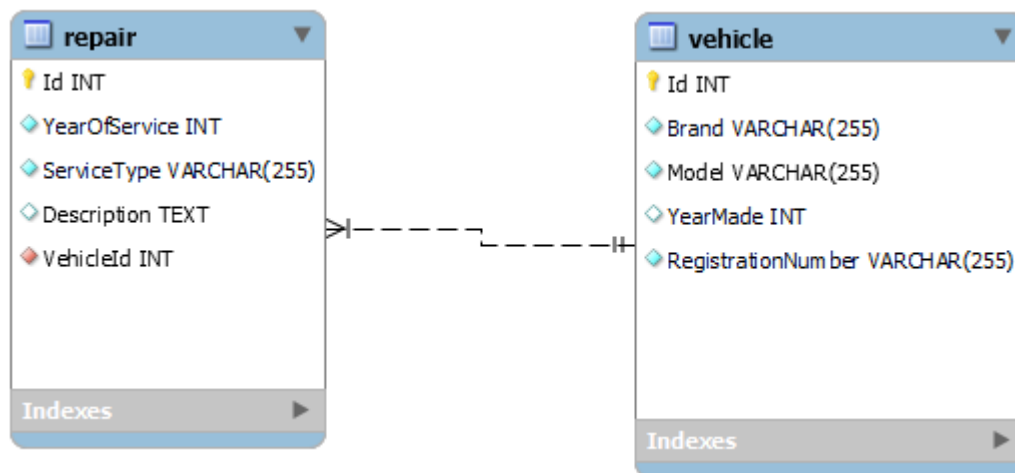 repair
Id INT
YearOfService INT
ServiceType VARCHAR(255)
Description TEXT
VehicleId INT
Indexes
vehicle
Id INT
Brand VARCHAR(255)
Model VARCHAR(255)
YearMade INT
RegistrationNumber VARCHAR(255)
Indexes